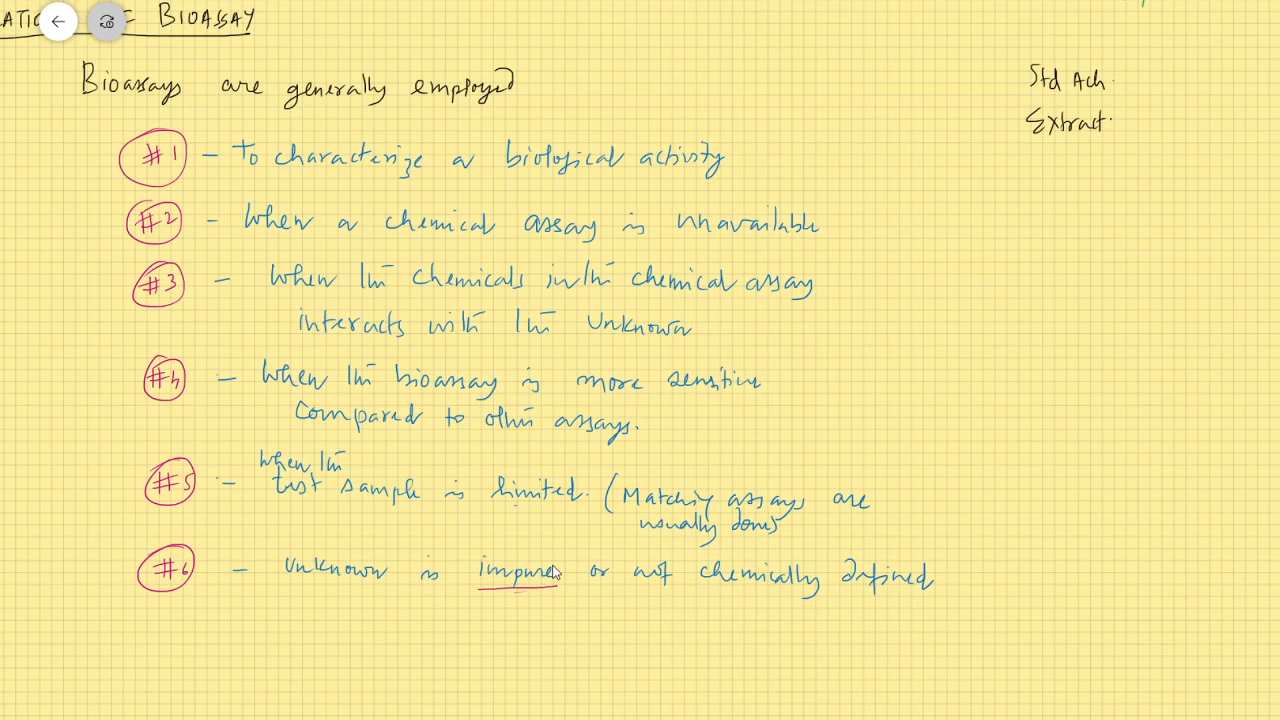 BIOASSAY
Bioassays are generally employed
Std Ach.
Extract.
#1 - To characterize a biological activity
#2 - When a chemical assay is unavailable
#3 - When the chemicals in the chemical assay
interacts with the unknown
#4 - When the bioassay is more sensitive
Compared to other assays.
When the
#5 - test sample is limited. (Matching assays are
usually done)
#6 - Unknown is impure or not chemically defined